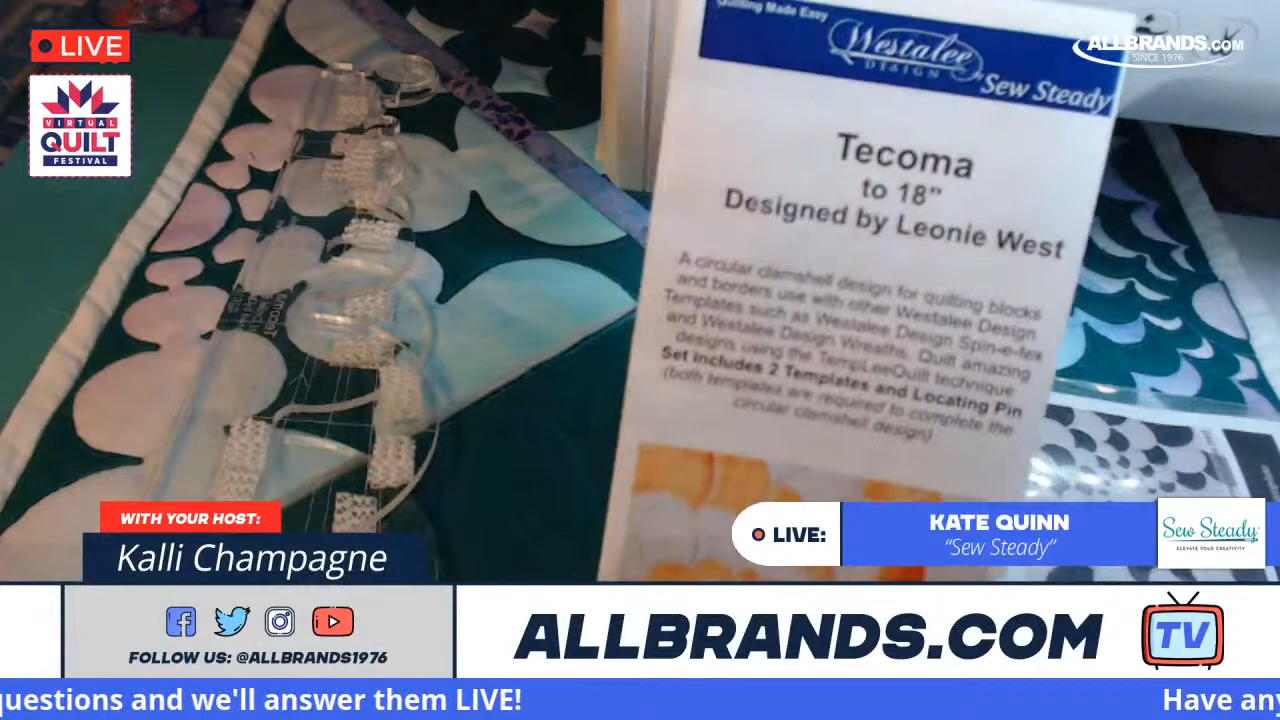 LIVE
VIRTUAL
QUILT
FESTIVAL
Quilting Made Easy
Westalee
DESIGN
Sew Steady
ALLBRANDS.COM
SINCE 1976
Tecoma
to 18"
Designed by Leonie West
A circular clamshell design for quilting blocks
and borders use with other Westalee Design
Templates such as Westalee Design Spin-e-fex
and Westalee Design Wreaths. Quilt amazing
designs using the TempLeeQuilt technique
Set includes 2 Templates and Locating Pin
(both templates are required to complete the
circular clamshell design)
WITH YOUR HOST:
Kalli Champagne
LIVE:
KATE QUINN
"Sew Steady"
Sew Steady
ELEVATE YOUR CREATIVITY
FOLLOW US: @ALLBRANDS1976
ALLBRANDS.COM
TV
questions and we'll answer them LIVE!
Have any